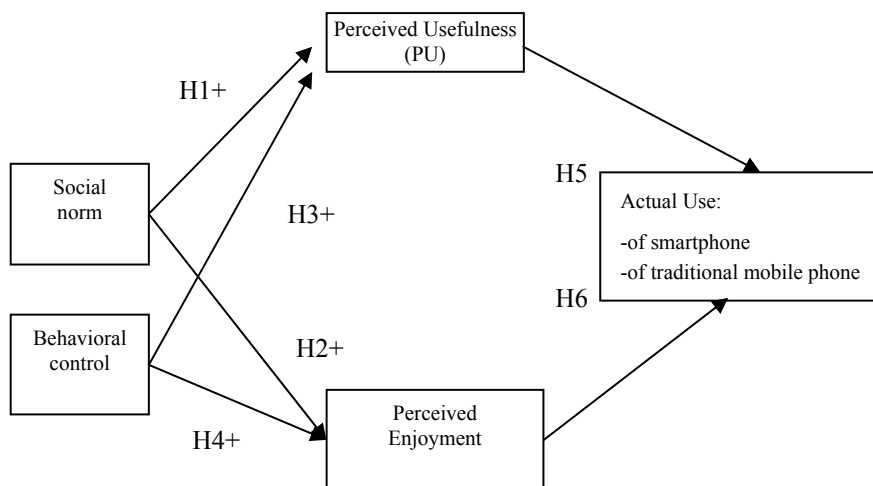 Perceived Usefulness
(PU)
H1+
Social
norm
H3+
H5
Actual Use:
-of smartphone
-of traditional mobile phone
H6
Behavioral
control
H2+
H4+
Perceived
Enjoyment